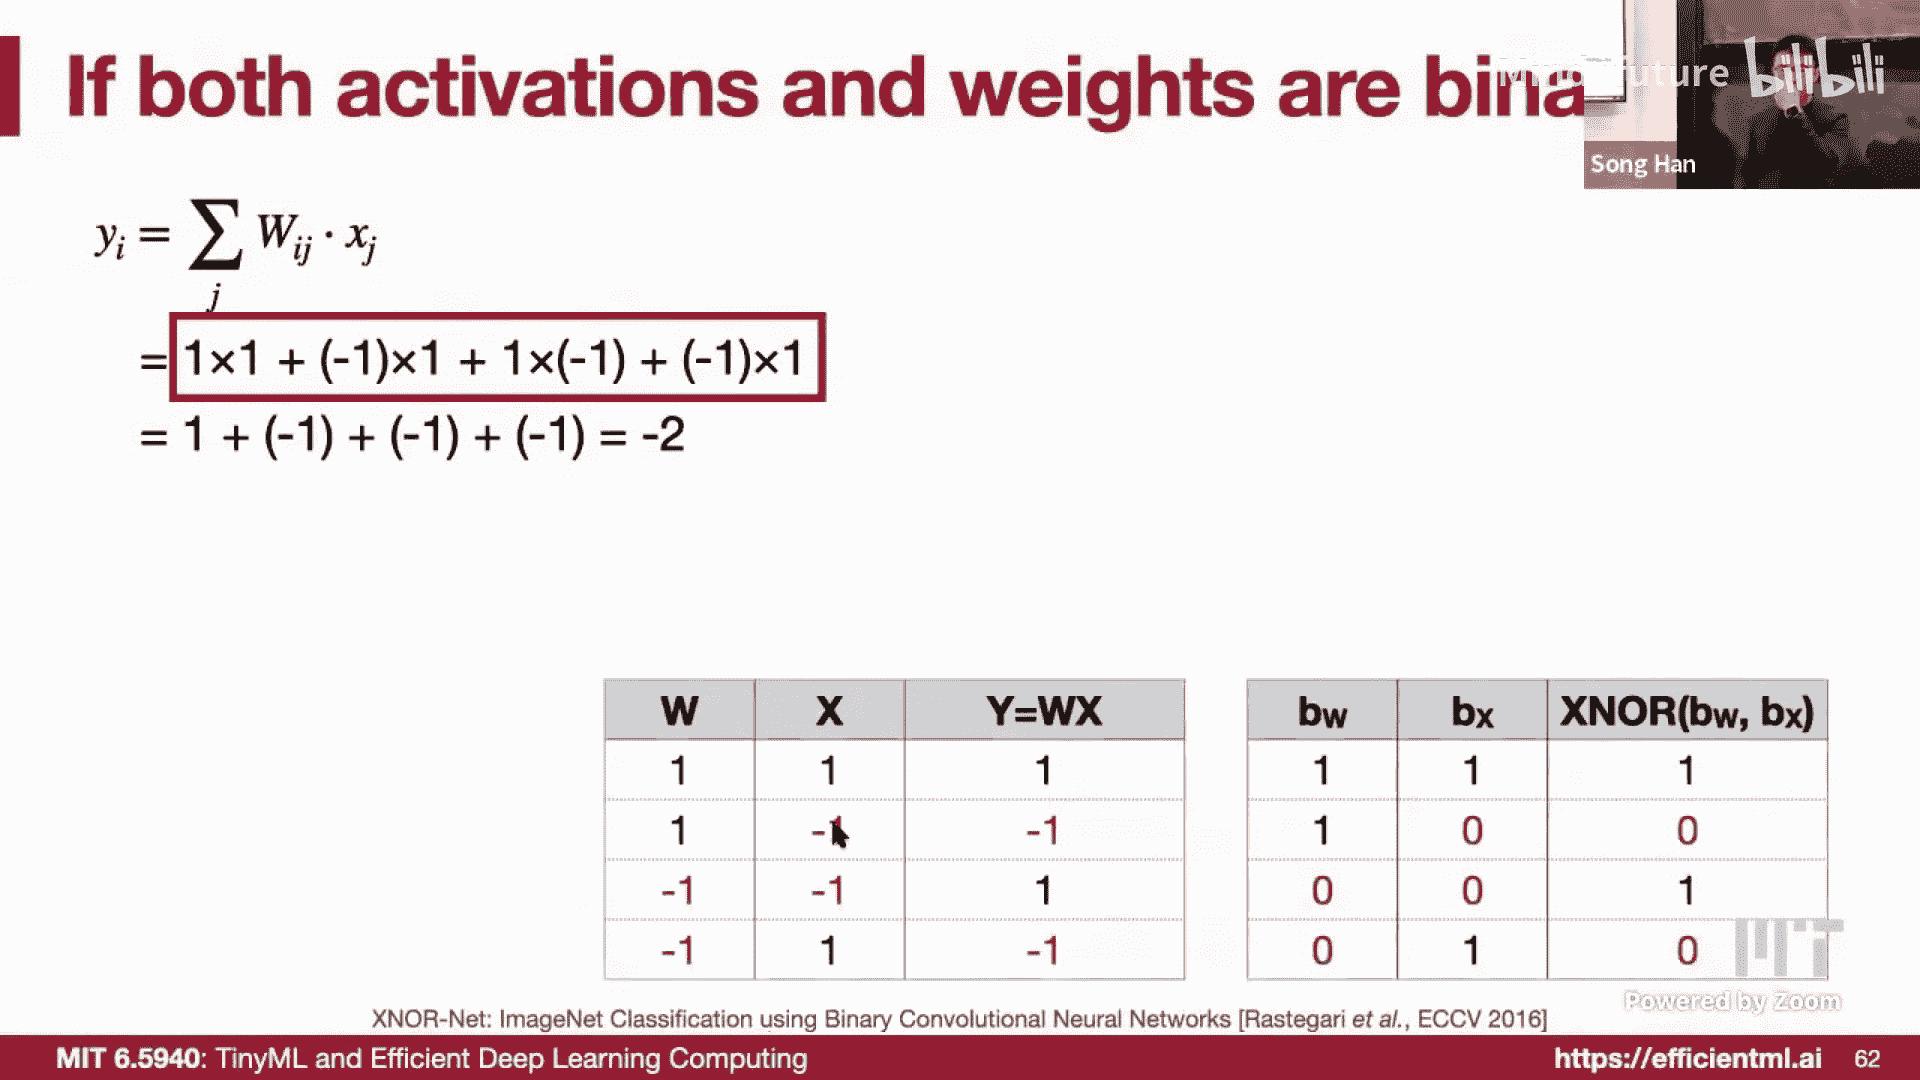 If both activations and weights are bina
Mind Future
bilibili
Song Han
yᵢ = ∑ⱼ Wᵢⱼ · xⱼ
= 1×1 + (-1)×1 + 1×(-1) + (-1)×1
= 1 + (-1) + (-1) + (-1) = -2
W X Y=WX
1 1 1
1 -1 -1
-1 -1 1
-1 1 -1
bw bx XNOR(bw, bx)
1 1 1
1 0 0
0 0 1
0 1 0
MIT
Powered by Zoom
XNOR-Net: ImageNet Classification using Binary Convolutional Neural Networks [Rastegari et al., ECCV 2016]
MIT 6.5940: TinyML and Efficient Deep Learning Computing
https://efficientml.ai 62